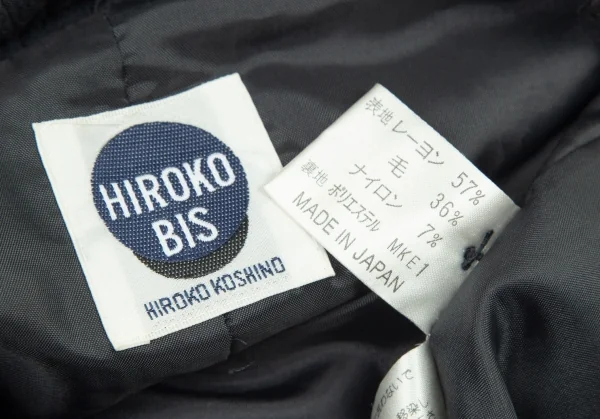 HIROKO
BIS
HIROKO KOSHINO
表地 レーヨン 57%
毛 36%
ナイロン 7%
裏地 ポリエステル MKE1
MADE IN JAPAN